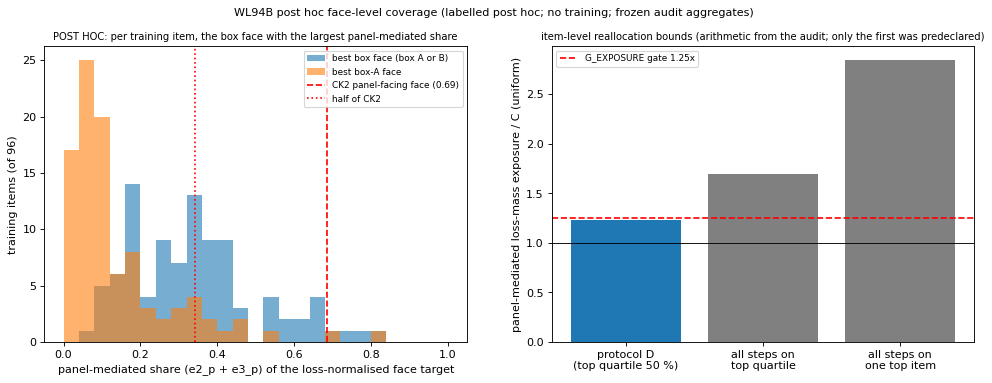 WL94B post hoc face-level coverage (labelled post hoc; no training; frozen audit aggregates)
POST HOC: per training item, the box face with the largest panel-mediated share
training items (of 96)
25
20
15
10
5
0
best box face (box A or B)
best box-A face
CK2 panel-facing face (0.69)
half of CK2
0.0 0.2 0.4 0.6 0.8 1.0
panel-mediated share (e2_p + e3_p) of the loss-normalised face target
item-level reallocation bounds (arithmetic from the audit; only the first was predeclared)
panel-mediated loss-mass exposure / C (uniform)
2.5
2.0
1.5
1.0
0.5
0.0
G_EXPOSURE gate 1.25x
protocol D
(top quartile 50 %)
all steps on
top quartile
all steps on
one top item